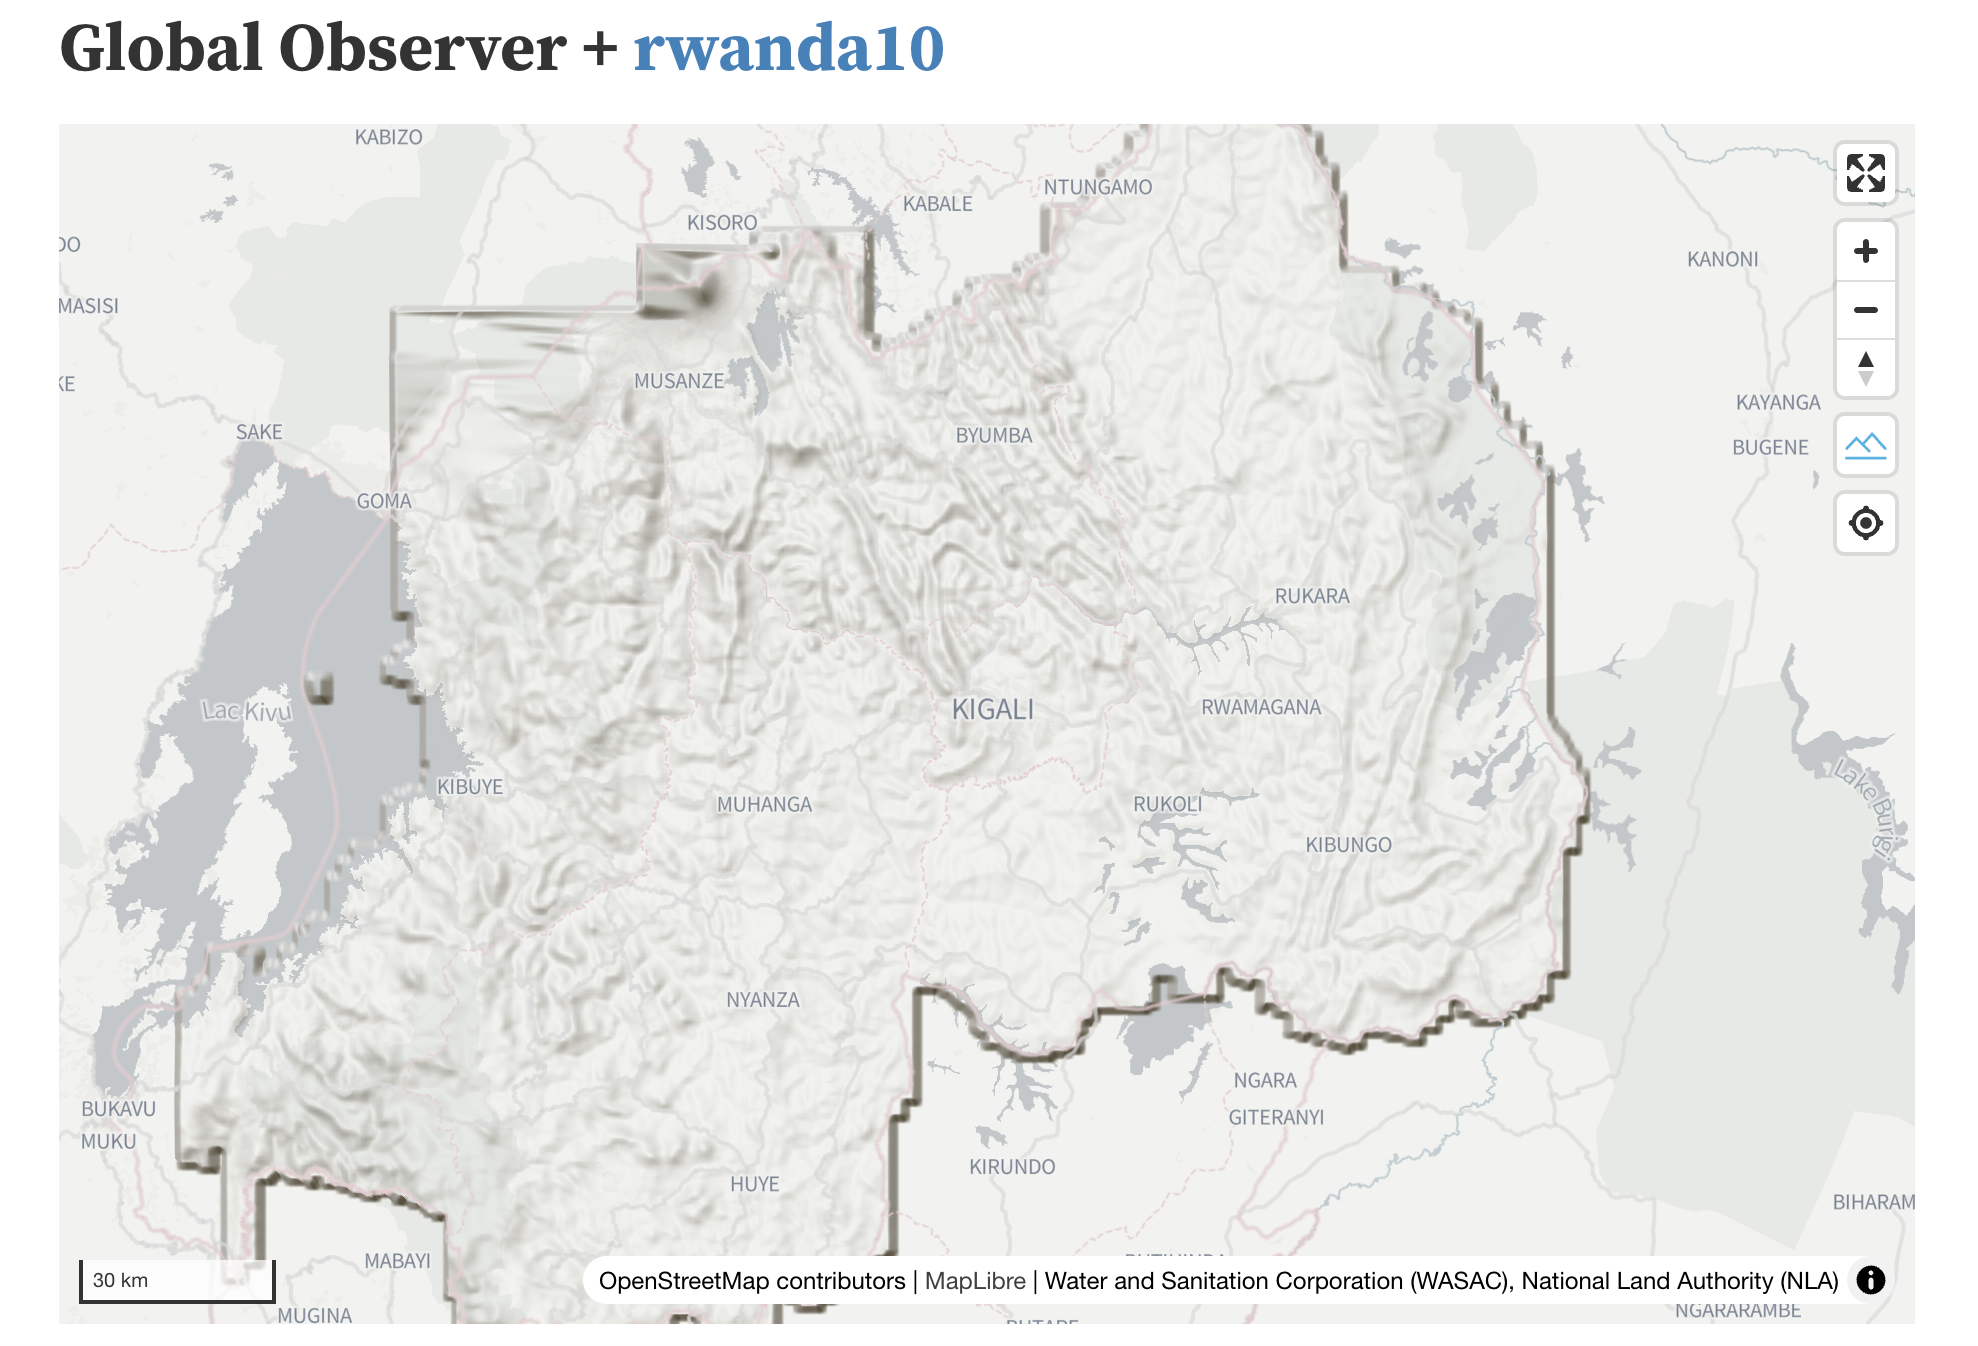 Global Observer + rwanda10
KABIZO
NTUNGAMO
KABALE
KISORO
KANONI
MASISI
MUSANZE
KAYANGA
SAKE
BYUMBA
BUGENE
GOMA
RUKARA
Lac Kivu
KIGALI
RWAMAGANA
KIBUYE
MUHANGA
RUKOLI
Lake Burigi
KIBUNGO
NYANZA
NGARA
BUKAVU
GITERANYI
MUKU
KIRUNDO
HUYE
BIHARAM
MABAYI
30 km
OpenStreetMap contributors | MapLibre | Water and Sanitation Corporation (WASAC), National Land Authority (NLA)
MUGINA
NGARARAMBE